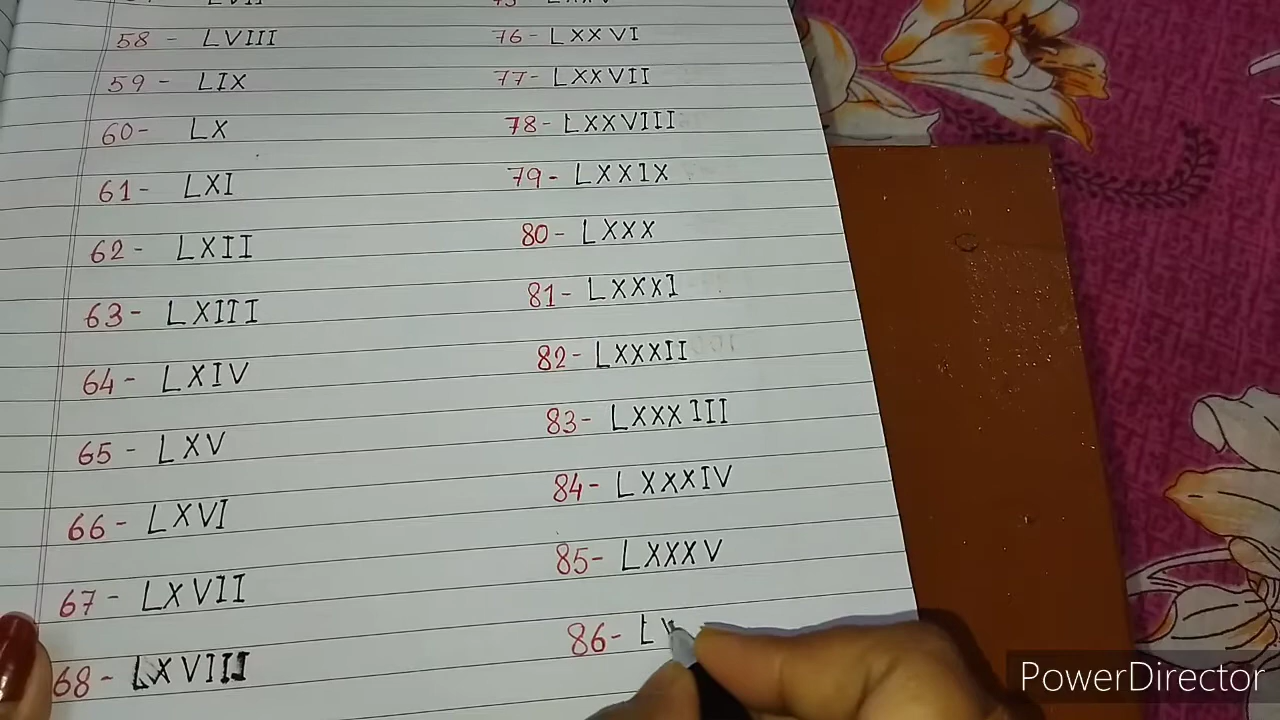 LVII
58 - LVIII
59 - LIX
60- LX
61- LXI
62- LXII
63- LXIII
64- LXIV
65- LXV
66- LXVI
67- LXVII
68- LXVIII
76- LXXVI
77- LXXVII
78- LXXVIII
79- LXXIX
80- LXXX
81- LXXXI
82- LXXXII
83- LXXXIII
84- LXXXIV
85- LXXXV
86- L
PowerDirector